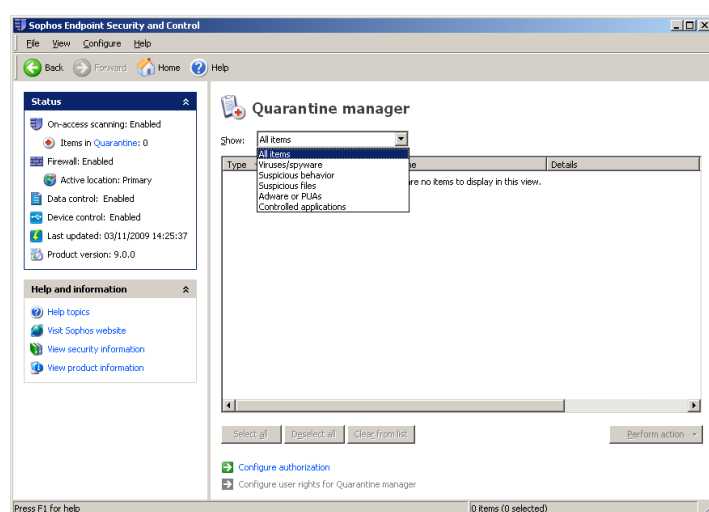 Sophos Endpoint Security and Control
File View Configure Help
Back Forward Home Help
Status
On-access scanning: Enabled
Items in Quarantine: 0
Firewall: Enabled
Active location: Primary
Data control: Enabled
Device control: Enabled
Last updated: 03/11/2009 14:25:37
Product version: 9.0.0
Help and information
Help topics
Visit Sophos website
View security information
View product information
Quarantine manager
Show: All items
All items
Viruses/spyware
Suspicious behavior
Suspicious files
Adware or PUAs
Controlled applications
Type Details
no items to display in this view.
Select all Deselect all Clear from list Perform action
Configure authorization
Configure user rights for Quarantine manager
Press F1 for help 0 items (0 selected)